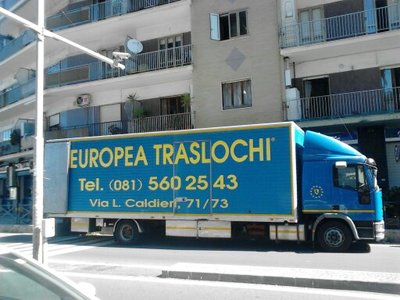 EUROPEA TRASLOCHI
Tel. (081) 560 25 43
Via L. Caldieri, 71/73